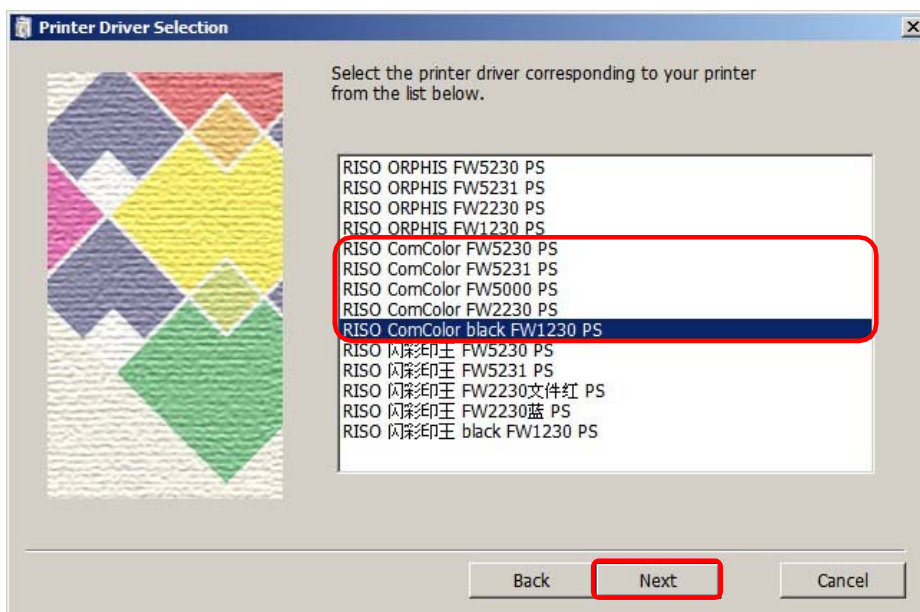 Printer Driver Selection
Select the printer driver corresponding to your printer
from the list below.
RISO ORPHIS FW5230 PS
RISO ORPHIS FW5231 PS
RISO ORPHIS FW2230 PS
RISO ORPHIS FW1230 PS
RISO ComColor FW5230 PS
RISO ComColor FW5231 PS
RISO ComColor FW5000 PS
RISO ComColor FW2230 PS
RISO ComColor black FW1230 PS
RISO 闪彩印王 FW5230 PS
RISO 闪彩印王 FW5231 PS
RISO 闪彩印王 FW2230文件红 PS
RISO 闪彩印王 FW2230蓝 PS
RISO 闪彩印王 black FW1230 PS
Back Next Cancel